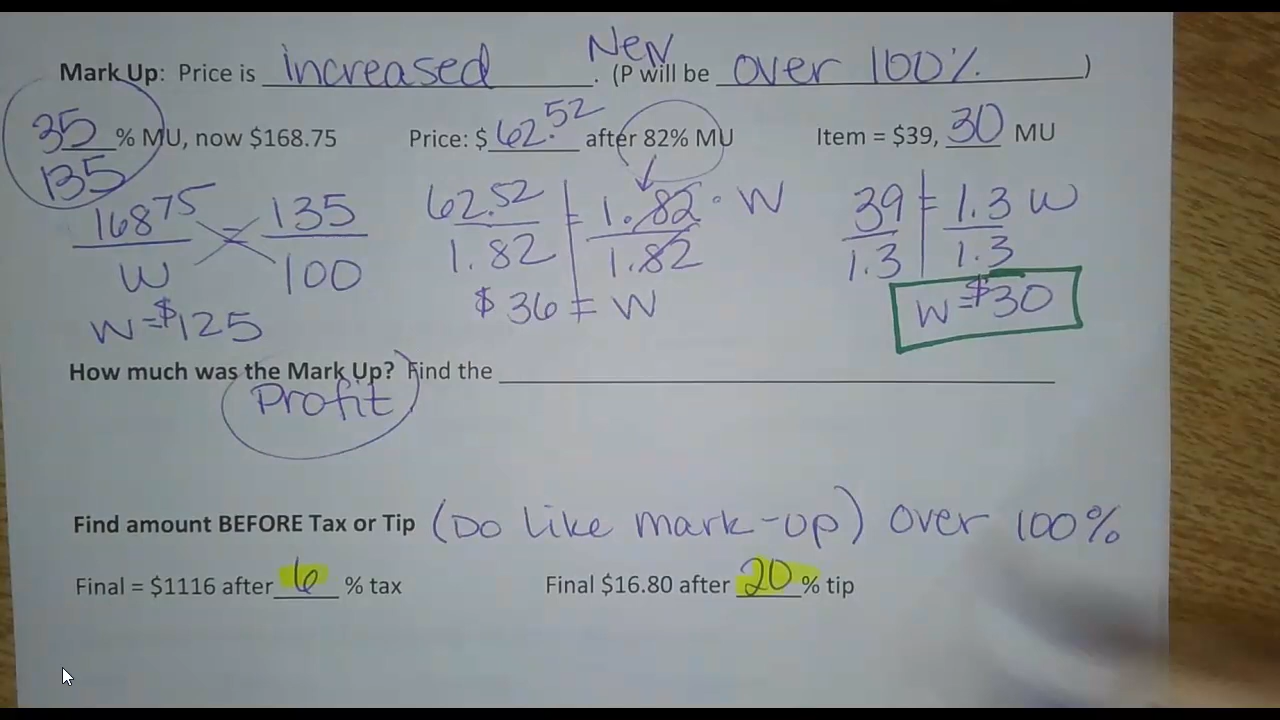 Mark Up: Price is increased. (New P will be over 100%)
35 % MU, now $168.75 Price: $62.52 after 82% MU Item = $39, 30 MU
135
16875 / W = 135 / 100 62.52 / 1.82 = 1.82 · W / 1.82 39 / 1.3 = 1.3 W / 1.3
W = $125 $36 = W W = $30
How much was the Mark Up? Find the
Profit
Find amount BEFORE Tax or Tip (Do like mark-up) over 100%
Final = $1116 after 6 % tax Final $16.80 after 20 % tip